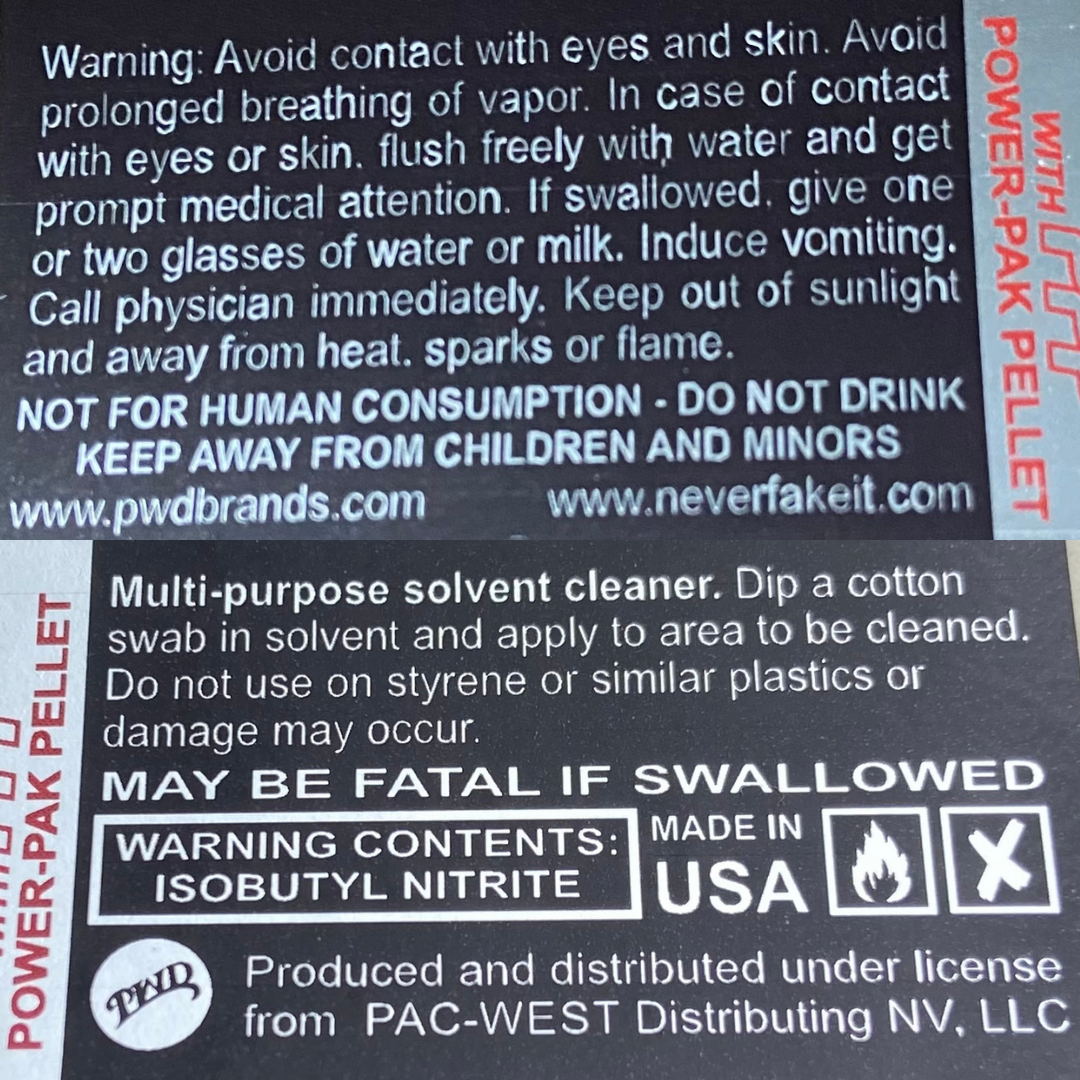 Warning: Avoid contact with eyes and skin. Avoid
prolonged breathing of vapor. In case of contact
with eyes or skin. flush freely with water and get
prompt medical attention. If swallowed. give one
or two glasses of water or milk. Induce vomiting.
Call physician immediately. Keep out of sunlight
and away from heat. sparks or flame.
NOT FOR HUMAN CONSUMPTION - DO NOT DRINK
KEEP AWAY FROM CHILDREN AND MINORS
www.pwdbrands.com www.neverfakeit.com
WITH
POWER-PAK PELLET
POWER-PAK PELLET
Multi-purpose solvent cleaner. Dip a cotton
swab in solvent and apply to area to be cleaned.
Do not use on styrene or similar plastics or
damage may occur.
MAY BE FATAL IF SWALLOWED
WARNING CONTENTS:
ISOBUTYL NITRITE
MADE IN
USA
PWD
Produced and distributed under license
from PAC-WEST Distributing NV, LLC